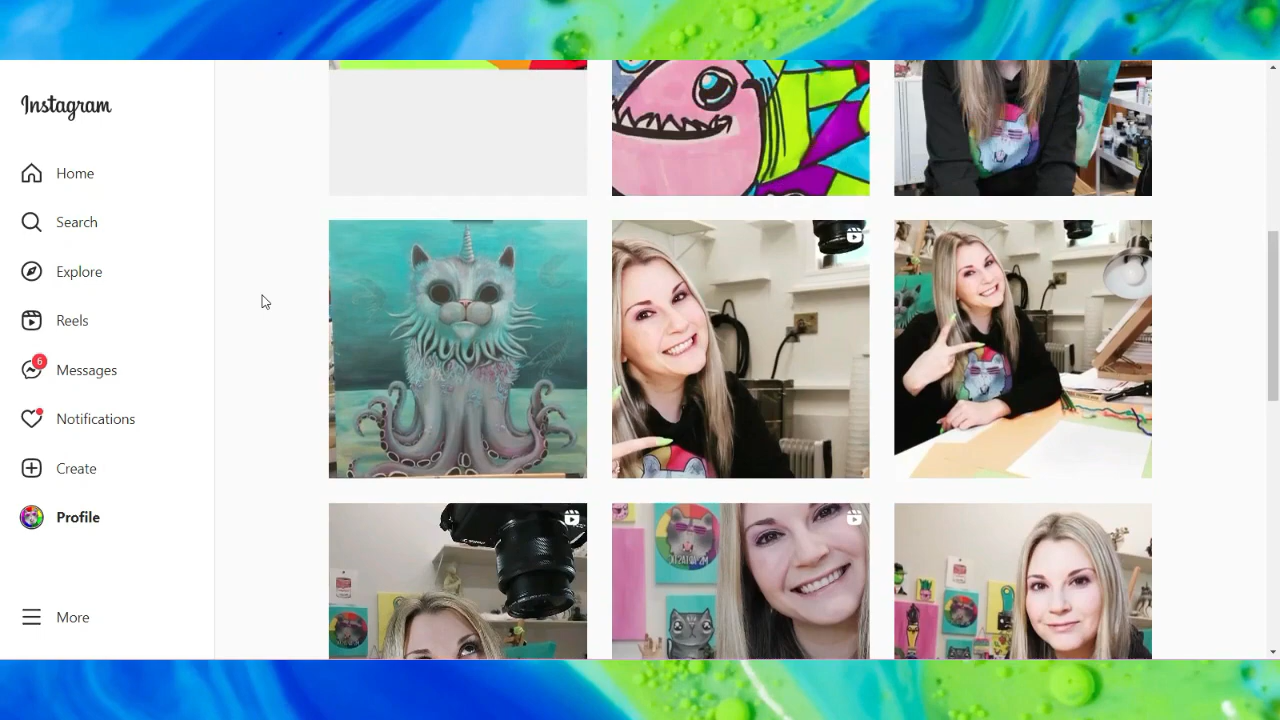 Instagram
Home
Search
Explore
Reels
6
Messages
Notifications
Create
Profile
More